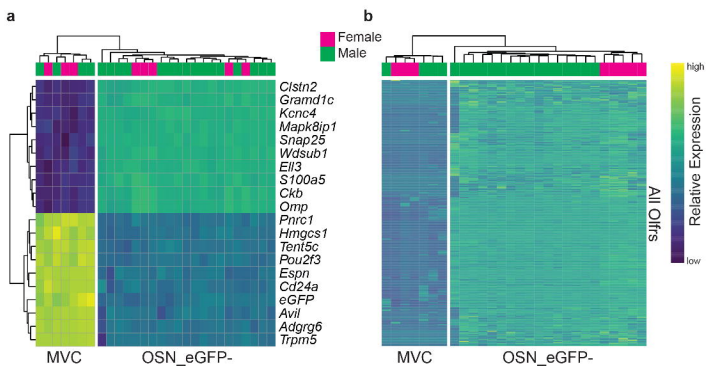 a
Female
Male
b
Clstn2
Gramd1c
Kcnc4
Mapk8ip1
Snap25
Wdsub1
Ell3
S100a5
Ckb
Omp
Pnrc1
Hmgcs1
Tent5c
Pou2f3
Espn
Cd24a
eGFP
Avil
Adgrg6
Trpm5
MVC
OSN_eGFP-
All Olfrs
MVC
OSN_eGFP-
high
Relative Expression
low